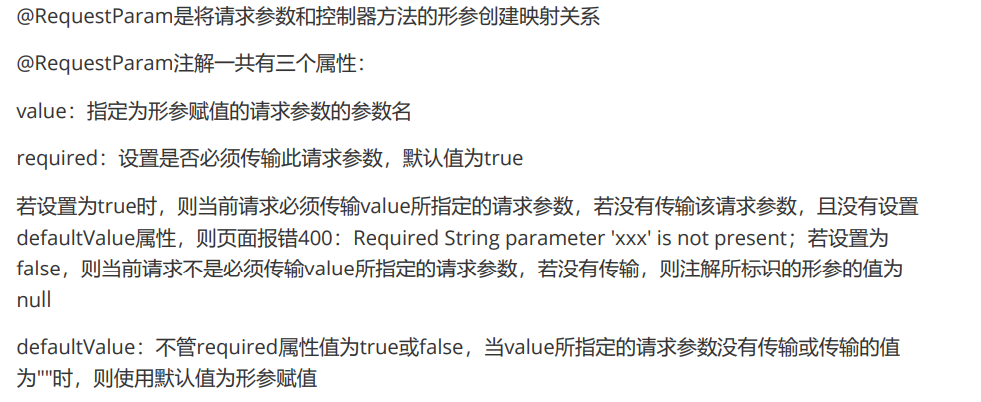 @RequestParam是将请求参数和控制器方法的形参创建映射关系
@RequestParam注解一共有三个属性：
value：指定为形参赋值的请求参数的参数名
required：设置是否必须传输此请求参数，默认值为true
若设置为true时，则当前请求必须传输value所指定的请求参数，若没有传输该请求参数，且没有设置
defaultValue属性，则页面报错400：Required String parameter 'xxx' is not present；若设置为
false，则当前请求不是必须传输value所指定的请求参数，若没有传输，则注解所标识的形参的值为
null
defaultValue：不管required属性值为true或false，当value所指定的请求参数没有传输或传输的值
为""时，则使用默认值为形参赋值